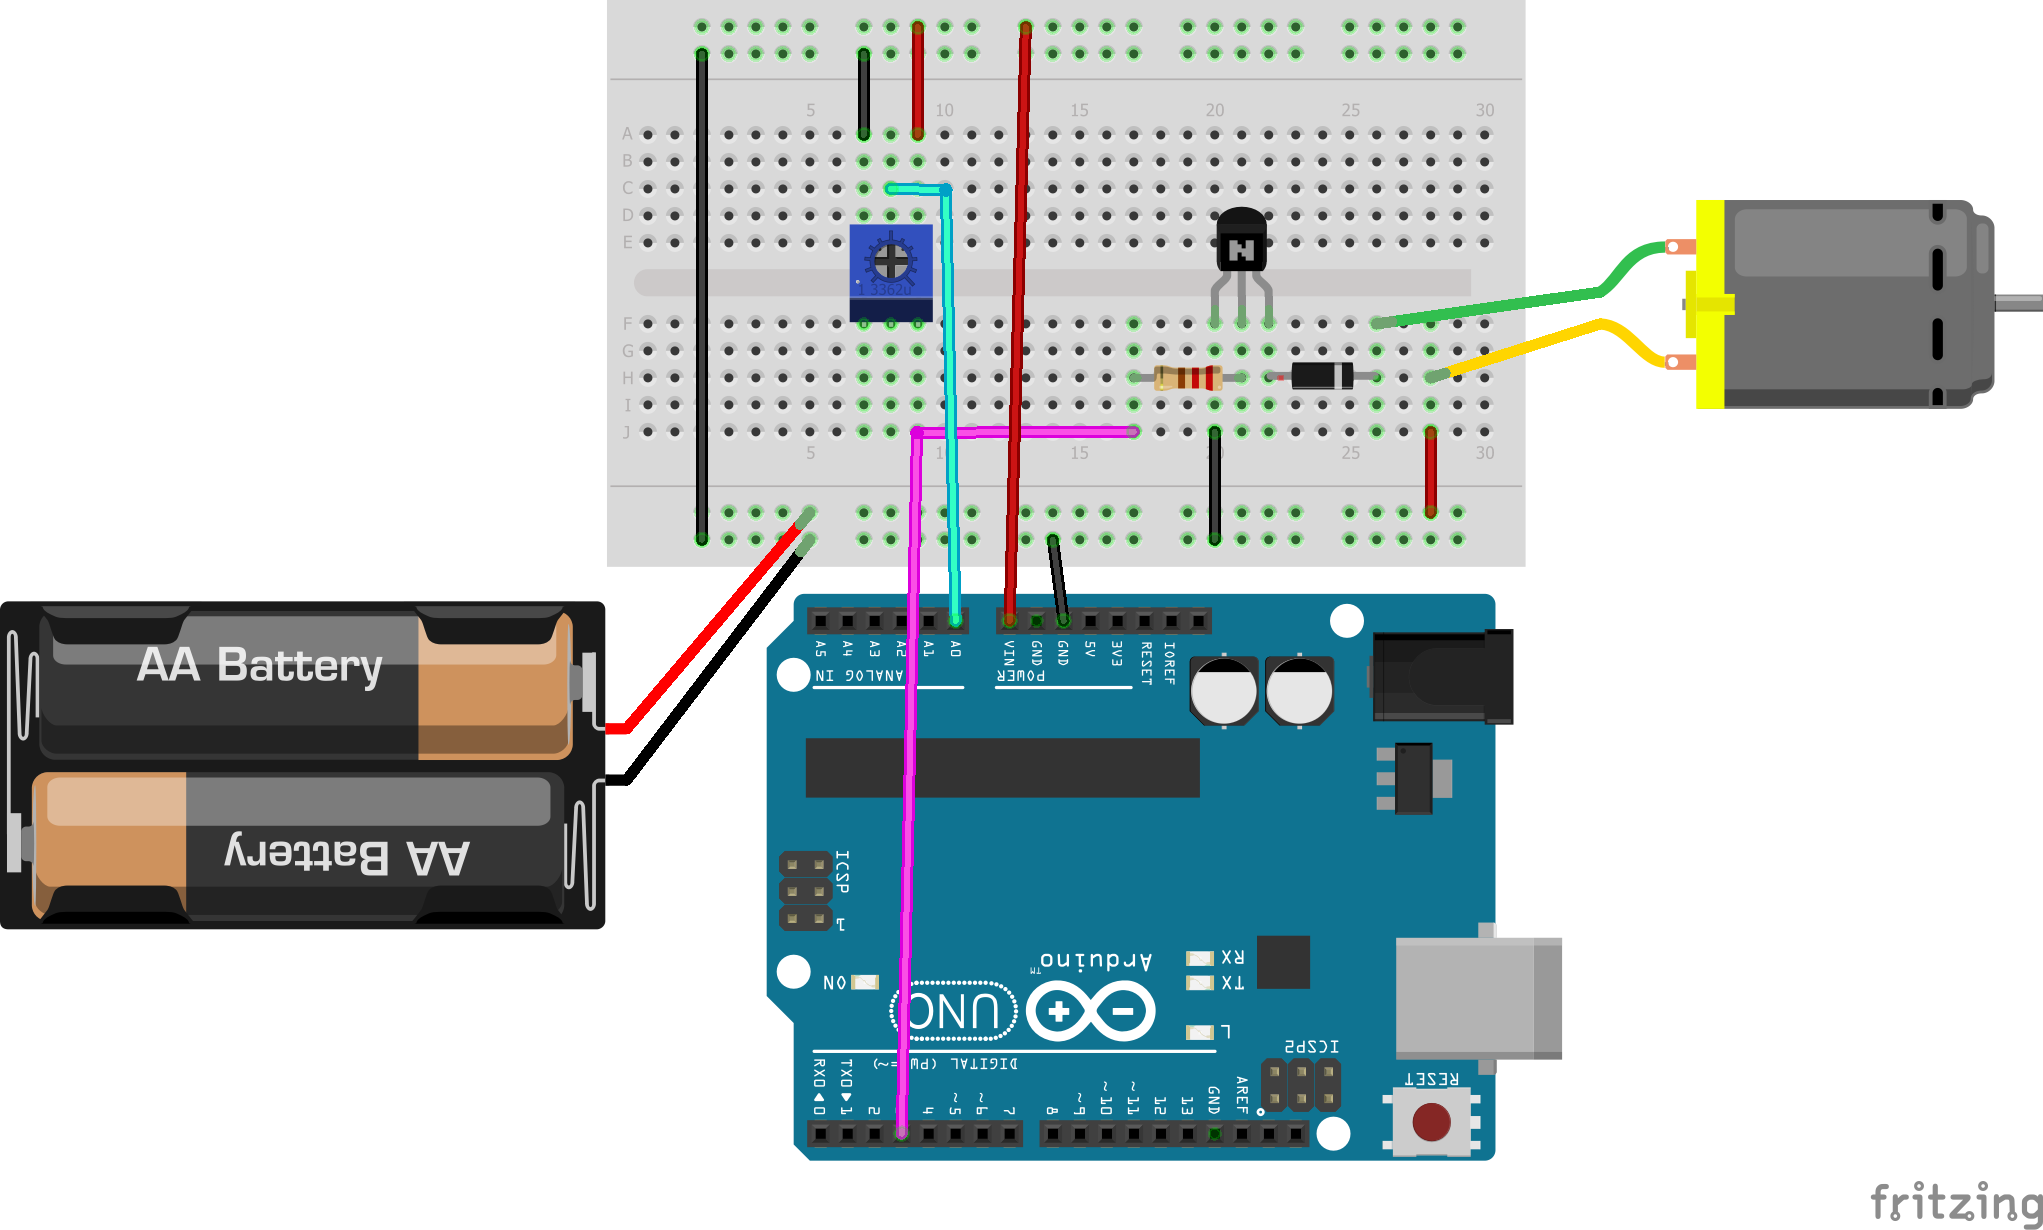 5 10 15 20 25 30
A
B
C
D
E
1 3362u
F
G
H
I
J
5 15 25 30
AA Battery
AA Battery
A5 A4 A3 A2 A1 A0 VIN GND GND 5V 3V3 RESET IOREF
ANALOG IN POWER
ICSP
1
Arduino™
RX
TX
ON
UNO
L
ICSP2
DIGITAL (PWM=~)
RX0 TX0
RESET
0 1 2 4 ~5 ~6 7 8 ~9 ~10 ~11 12 13 GND AREF
fritzing